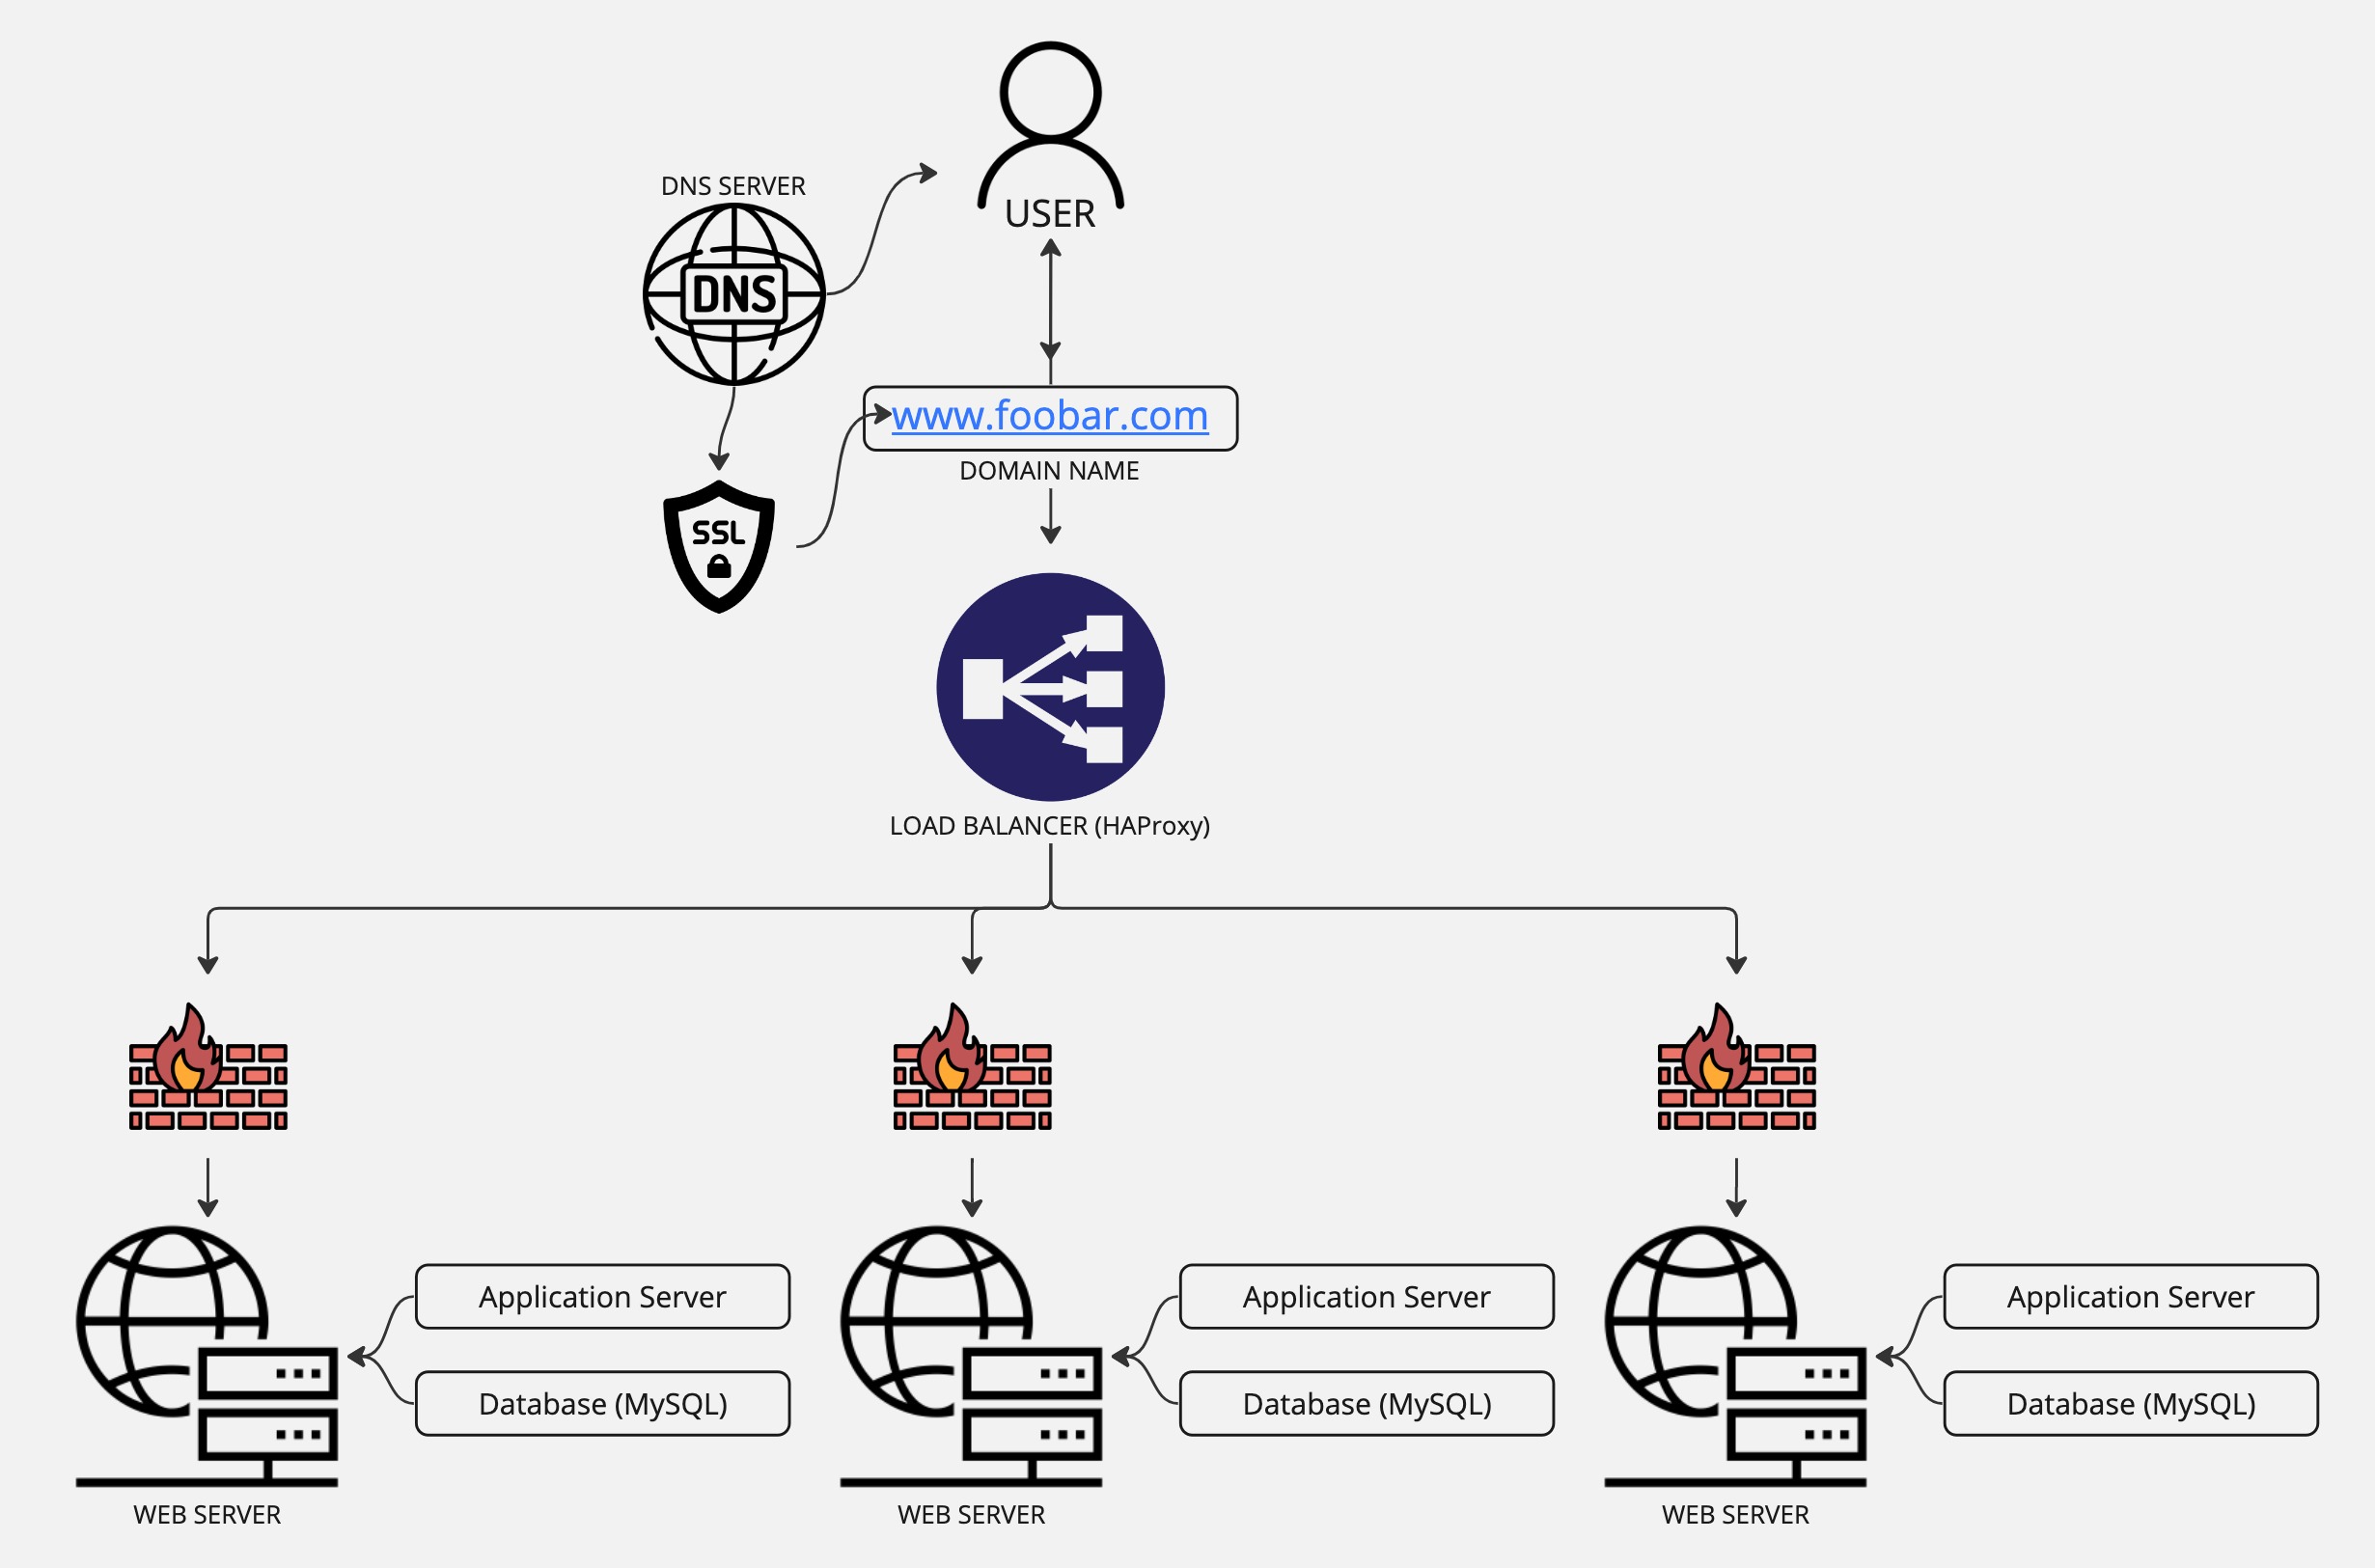 USER
DNS SERVER
DNS
www.foobar.com
DOMAIN NAME
SSL
LOAD BALANCER (HAProxy)
Application Server
Database (MySQL)
WEB SERVER
Application Server
Database (MySQL)
WEB SERVER
Application Server
Database (MySQL)
WEB SERVER